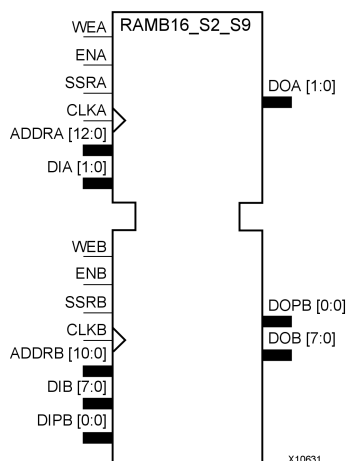 RAMB16_S2_S9
WEA
ENA
SSRA
CLKA
ADDRA [12:0]
DIA [1:0]
DOA [1:0]
WEB
ENB
SSRB
CLKB
ADDRB [10:0]
DIB [7:0]
DIPB [0:0]
DOPB [0:0]
DOB [7:0]
X10631